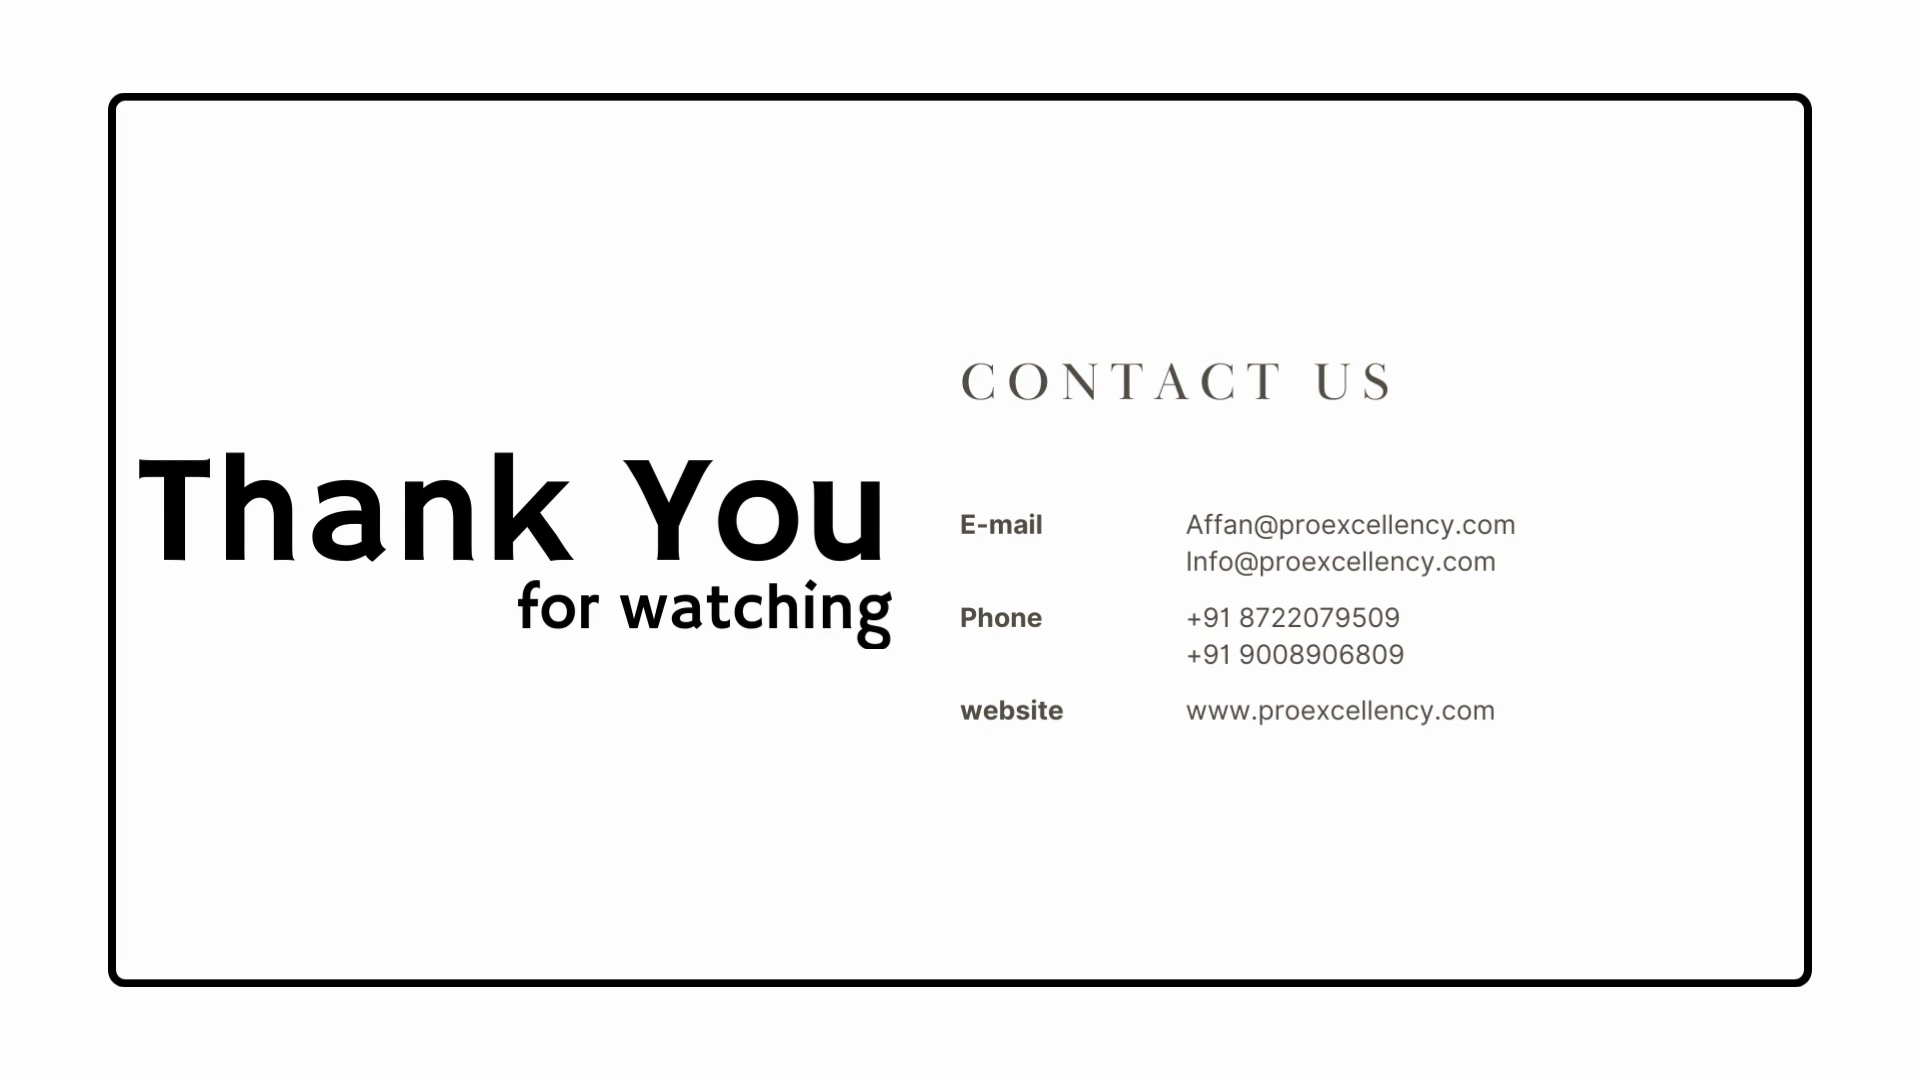 Thank You
for watching
CONTACT US
E-mail Affan@proexcellency.com
Info@proexcellency.com
Phone +91 8722079509
+91 9008906809
website www.proexcellency.com